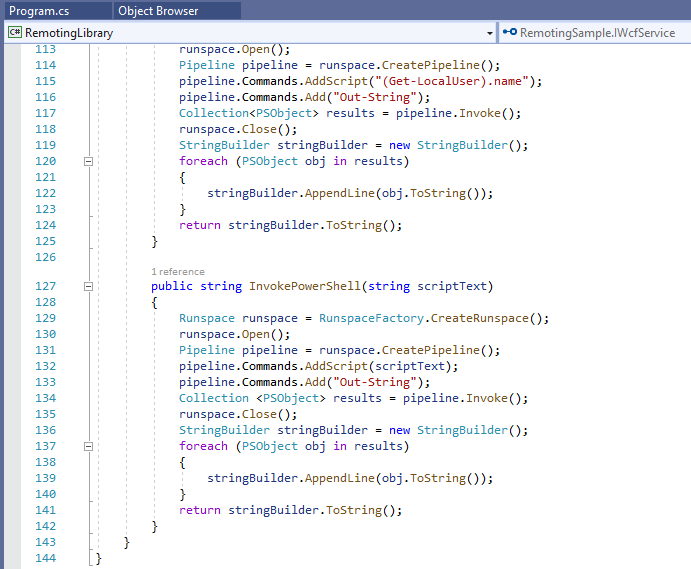 Program.cs Object Browser
C# RemotingLibrary RemotingSample.IWcfService
113 runspace.Open();
114 Pipeline pipeline = runspace.CreatePipeline();
115 pipeline.Commands.AddScript("(Get-LocalUser).name");
116 pipeline.Commands.Add("Out-String");
117 Collection<PSObject> results = pipeline.Invoke();
118 runspace.Close();
119 StringBuilder stringBuilder = new StringBuilder();
120 foreach (PSObject obj in results)
121 {
122 stringBuilder.AppendLine(obj.ToString());
123 }
124 return stringBuilder.ToString();
125 }
126
1 reference
127 public string InvokePowerShell(string scriptText)
128 {
129 Runspace runspace = RunspaceFactory.CreateRunspace();
130 runspace.Open();
131 Pipeline pipeline = runspace.CreatePipeline();
132 pipeline.Commands.AddScript(scriptText);
133 pipeline.Commands.Add("Out-String");
134 Collection <PSObject> results = pipeline.Invoke();
135 runspace.Close();
136 StringBuilder stringBuilder = new StringBuilder();
137 foreach (PSObject obj in results)
138 {
139 stringBuilder.AppendLine(obj.ToString());
140 }
141 return stringBuilder.ToString();
142 }
143 }
144 }